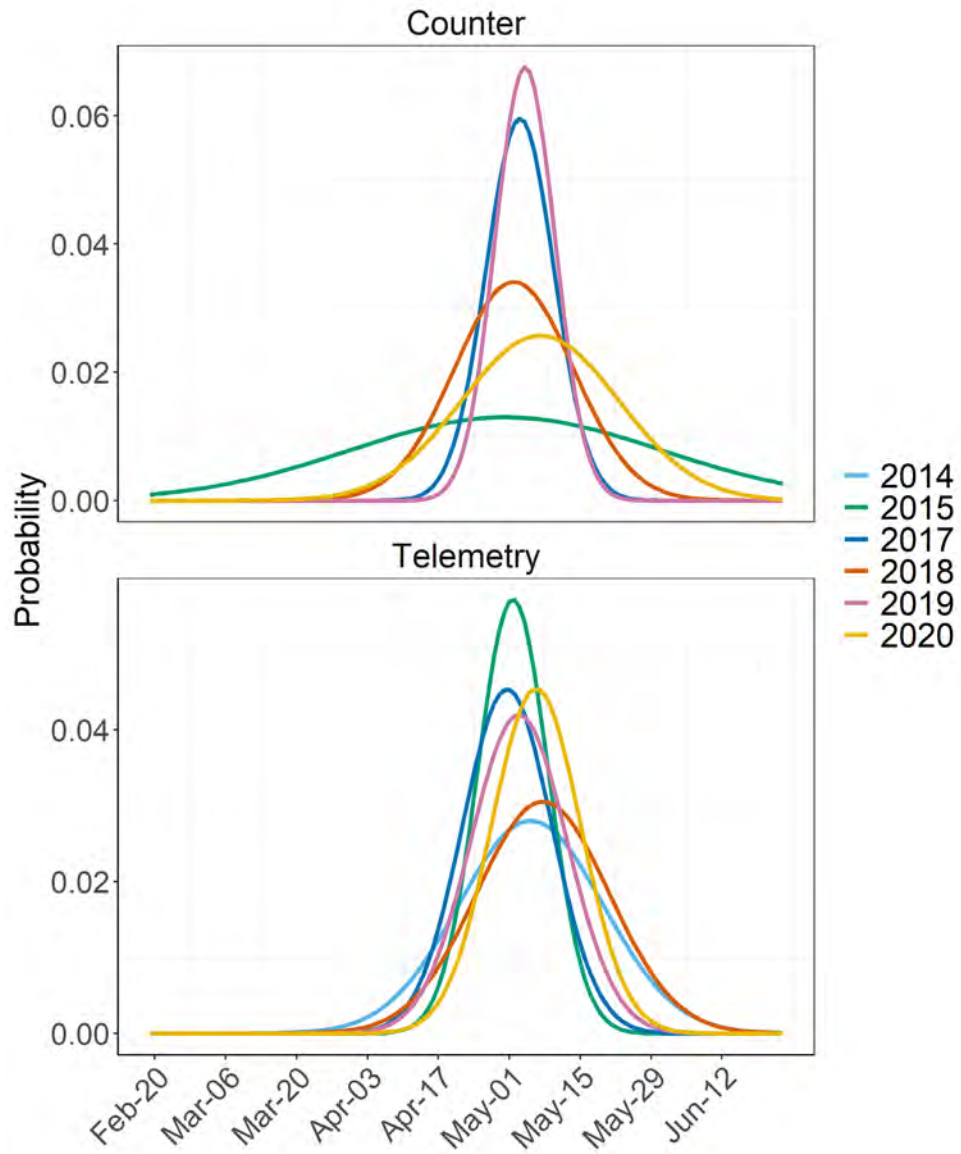 Counter
0.06
0.04
0.02
0.00
Probability
Telemetry
0.04
0.02
0.00
Feb-20
Mar-06
Mar-20
Apr-03
Apr-17
May-01
May-15
May-29
Jun-12
2014
2015
2017
2018
2019
2020